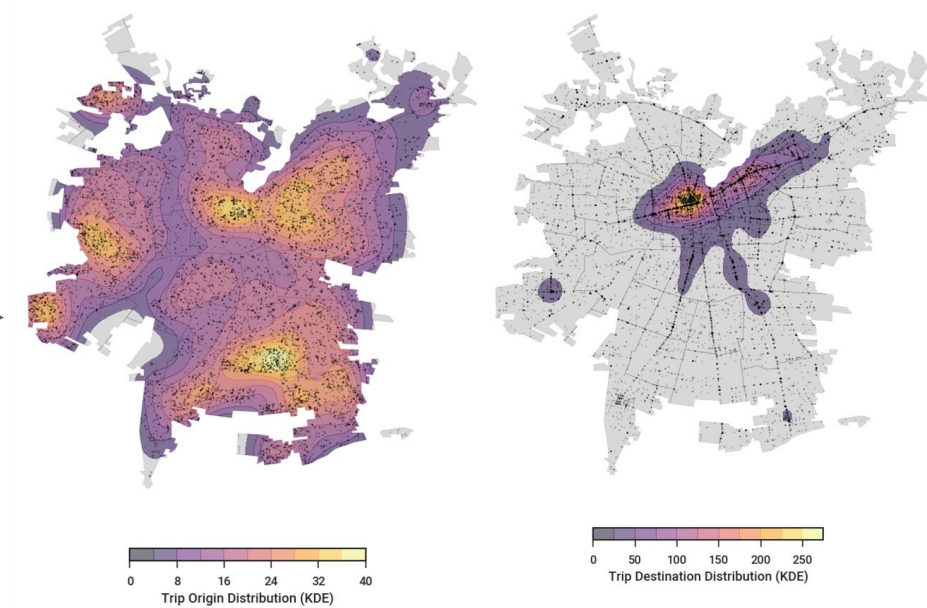 0 8 16 24 32 40
Trip Origin Distribution (KDE)
0 50 100 150 200 250
Trip Destination Distribution (KDE)